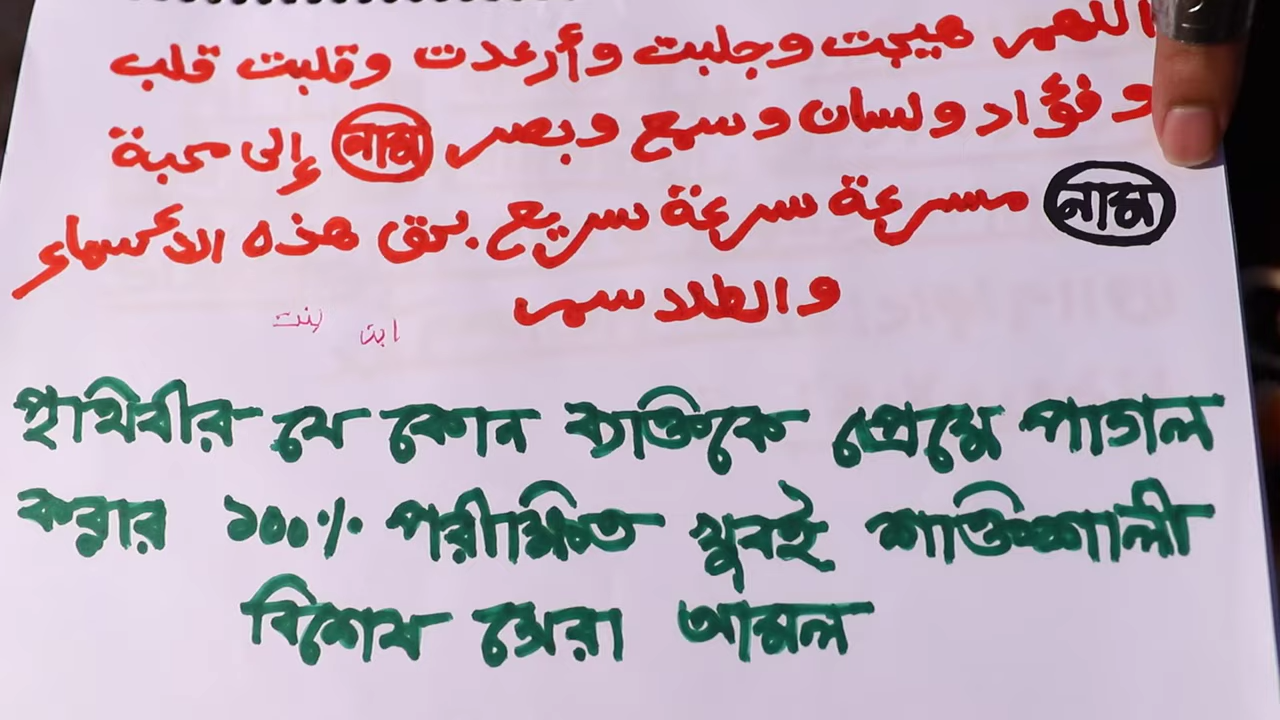 اللهم هيجت وجلبت وأرعدت وقلبت قلب
و فؤاد ولسان وسمع وبصر নাম إلى محبة
নাম مسرعة سرعة سريع بحق هذه الاسماء
والطلاسم
ابن بنت
পৃথিবীর যে কোন ব্যক্তিকে প্রেমে পাগল
করার ১০০% পরীক্ষিত খুবই শক্তিশালী
বিশেষ সেরা আমল